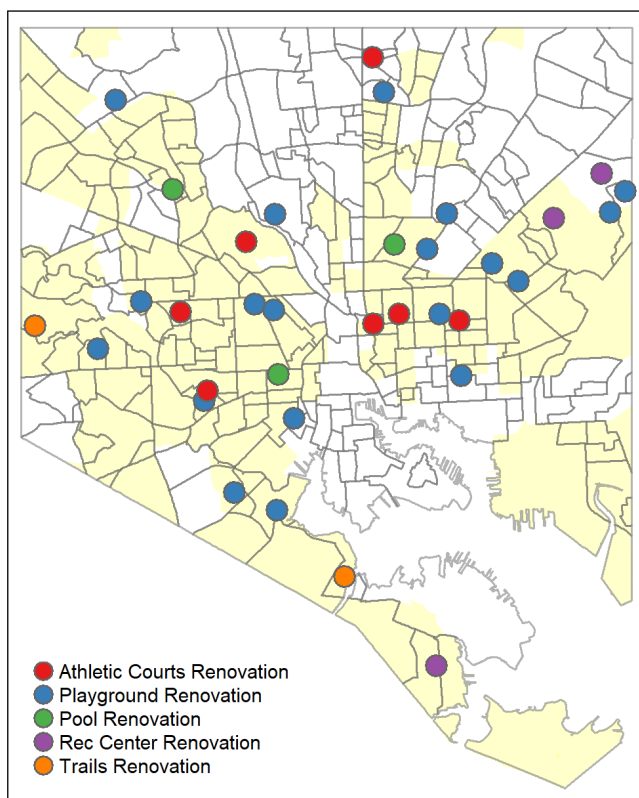 Athletic Courts Renovation
Playground Renovation
Pool Renovation
Rec Center Renovation
Trails Renovation